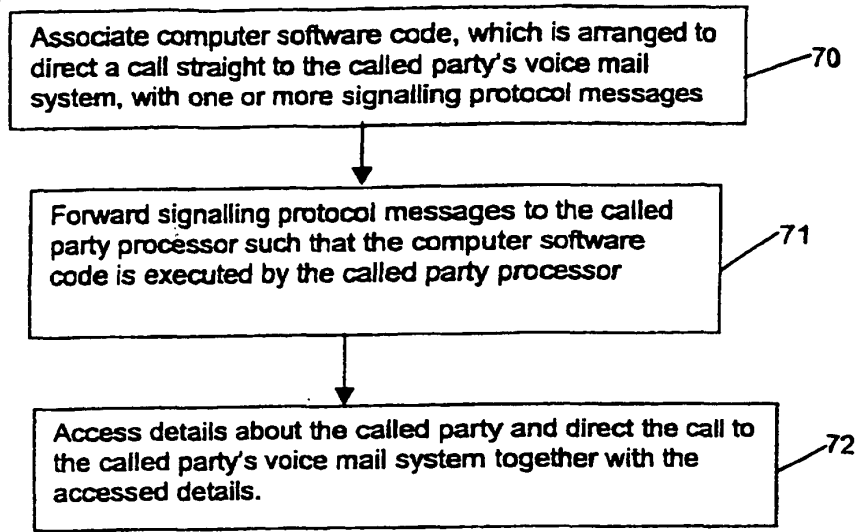 Associate computer software code, which is arranged to
direct a call straight to the called party's voice mail
system, with one or more signalling protocol messages
70
Forward signalling protocol messages to the called
party processor such that the computer software
code is executed by the called party processor
71
Access details about the called party and direct the call to
the called party's voice mail system together with the
accessed details.
72